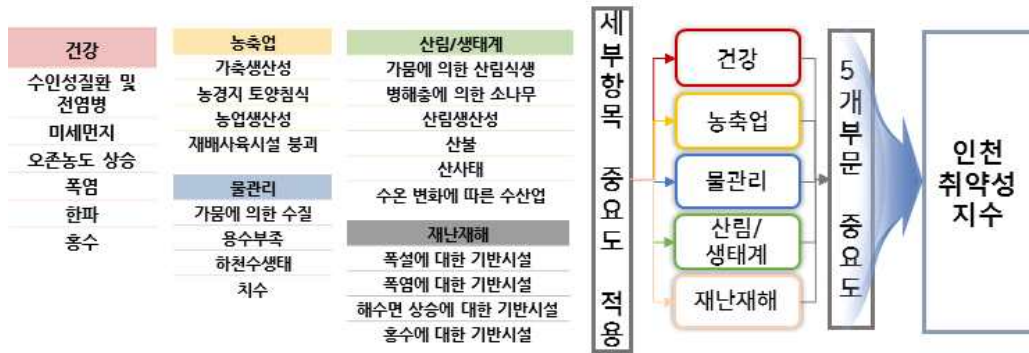 건강
수인성질환 및
전염병
미세먼지
오존농도 상승
폭염
한파
홍수
농축업
가축생산성
농경지 토양침식
농업생산성
재배사육시설 붕괴
물관리
가뭄에 의한 수질
용수부족
하천수생태
치수
산림/생태계
가뭄에 의한 산림식생
병해충에 의한 소나무
산림생산성
산불
산사태
수온 변화에 따른 수산업
재난재해
폭설에 대한 기반시설
폭염에 대한 기반시설
해수면 상승에 대한 기반시설
홍수에 대한 기반시설
세부항목 중요도 적용
건강
농축업
물관리
산림/
생태계
재난재해
5개부문 중요도
인천
취약성
지수